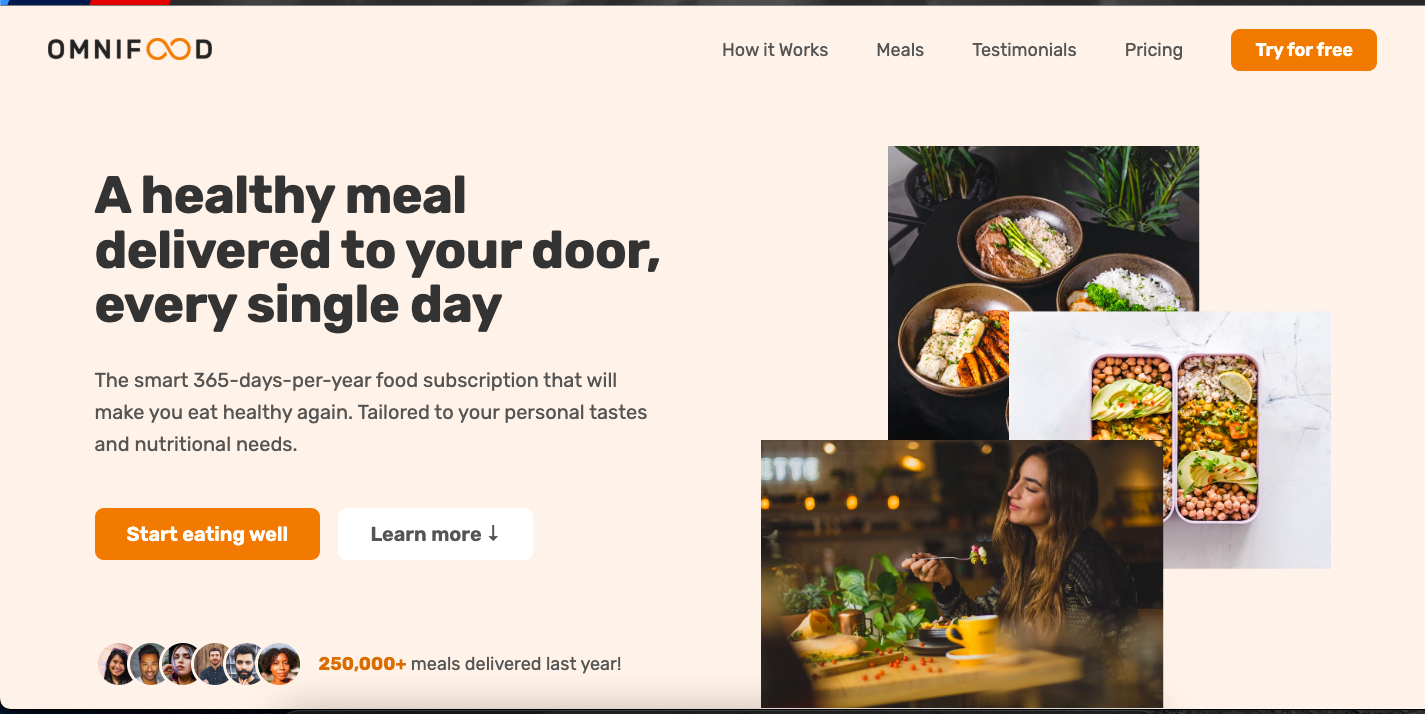 OMNIFOOD
How it Works
Meals
Testimonials
Pricing
Try for free
A healthy meal
delivered to your door,
every single day
The smart 365-days-per-year food subscription that will
make you eat healthy again. Tailored to your personal tastes
and nutritional needs.
Start eating well
Learn more ↓
250,000+ meals delivered last year!
ETTE